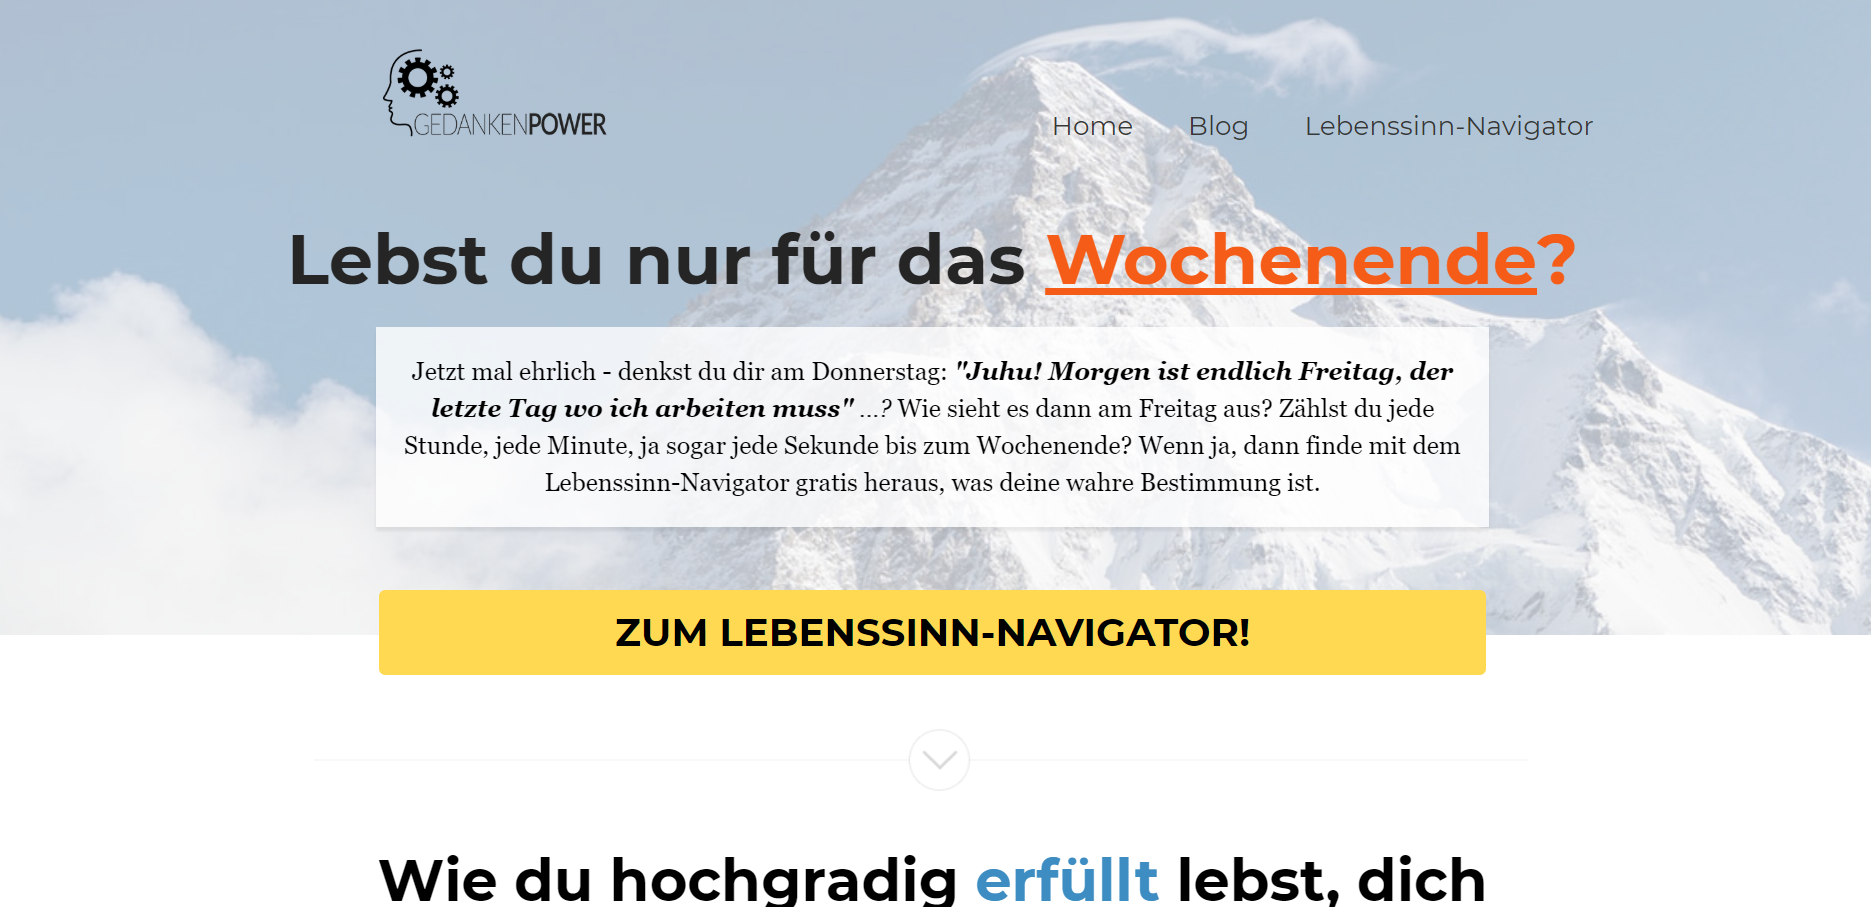 GEDANKENPOWER
Home Blog Lebenssinn-Navigator
Lebst du nur für das Wochenende?
Jetzt mal ehrlich - denkst du dir am Donnerstag: "Juhu! Morgen ist endlich Freitag, der
letzte Tag wo ich arbeiten muss" ...? Wie sieht es dann am Freitag aus? Zählst du jede
Stunde, jede Minute, ja sogar jede Sekunde bis zum Wochenende? Wenn ja, dann finde mit dem
Lebenssinn-Navigator gratis heraus, was deine wahre Bestimmung ist.
ZUM LEBENSSINN-NAVIGATOR!
Wie du hochgradig erfüllt lebst, dich